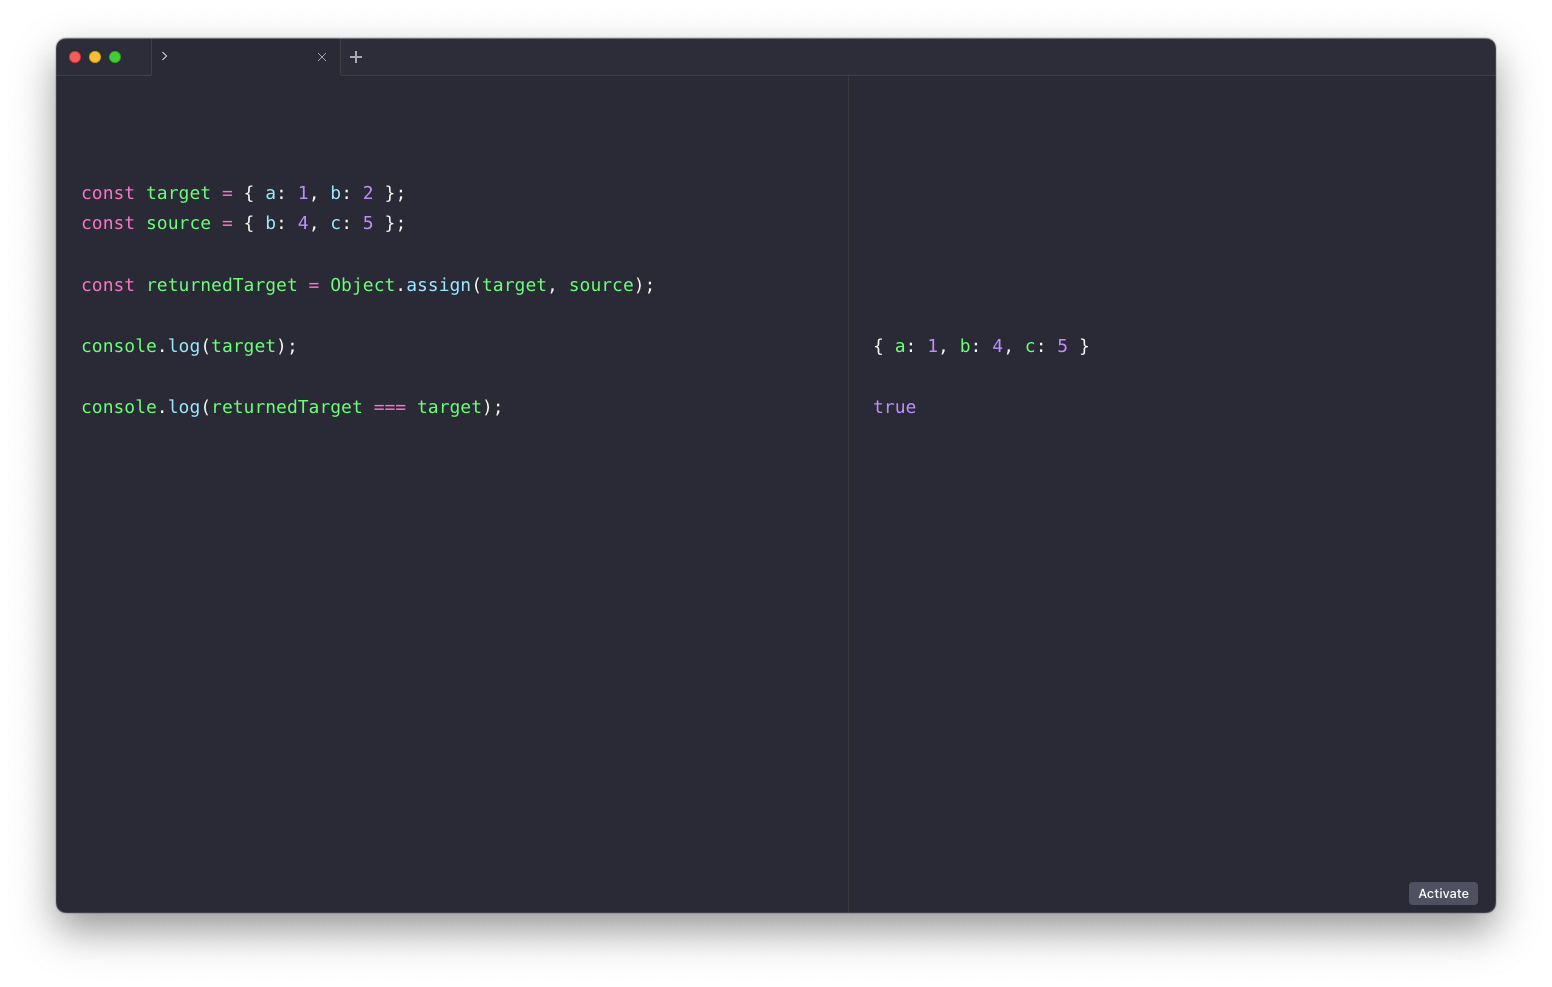 const target = { a: 1, b: 2 };
const source = { b: 4, c: 5 };
const returnedTarget = Object.assign(target, source);
console.log(target);
{ a: 1, b: 4, c: 5 }
console.log(returnedTarget === target);
true
Activate